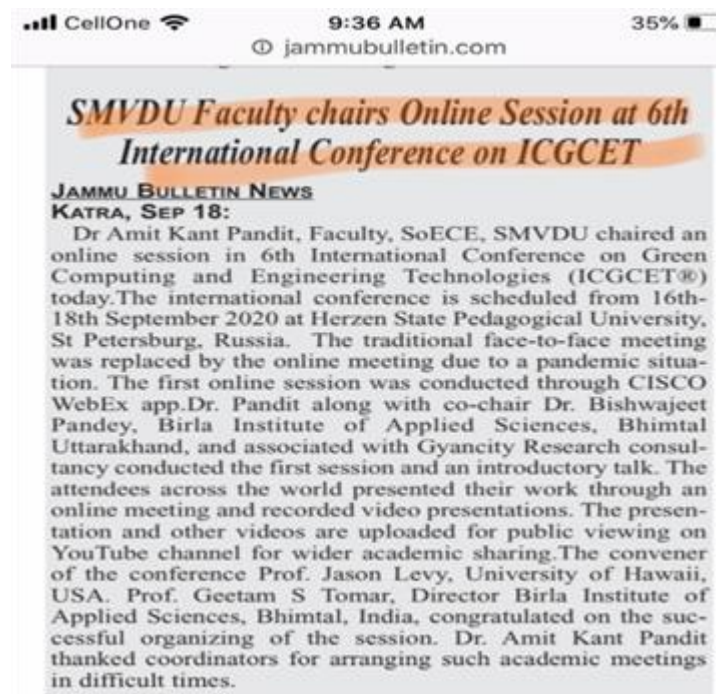 CellOne 9:36 AM 35%
jammubulletin.com
SMVDU Faculty chairs Online Session at 6th
International Conference on ICGCET
JAMMU BULLETIN NEWS
KATRA, SEP 18:
Dr Amit Kant Pandit, Faculty, SoECE, SMVDU chaired an
online session in 6th International Conference on Green
Computing and Engineering Technologies (ICGCET®)
today.The international conference is scheduled from 16th-
18th September 2020 at Herzen State Pedagogical University,
St Petersburg, Russia. The traditional face-to-face meeting
was replaced by the online meeting due to a pandemic situa-
tion. The first online session was conducted through CISCO
WebEx app.Dr. Pandit along with co-chair Dr. Bishwajeet
Pandey, Birla Institute of Applied Sciences, Bhimtal
Uttarakhand, and associated with Gyancity Research consul-
tancy conducted the first session and an introductory talk. The
attendees across the world presented their work through an
online meeting and recorded video presentations. The presen-
tation and other videos are uploaded for public viewing on
YouTube channel for wider academic sharing.The convener
of the conference Prof. Jason Levy, University of Hawaii,
USA. Prof. Geetam S Tomar, Director Birla Institute of
Applied Sciences, Bhimtal, India, congratulated on the suc-
cessful organizing of the session. Dr. Amit Kant Pandit
thanked coordinators for arranging such academic meetings
in difficult times.